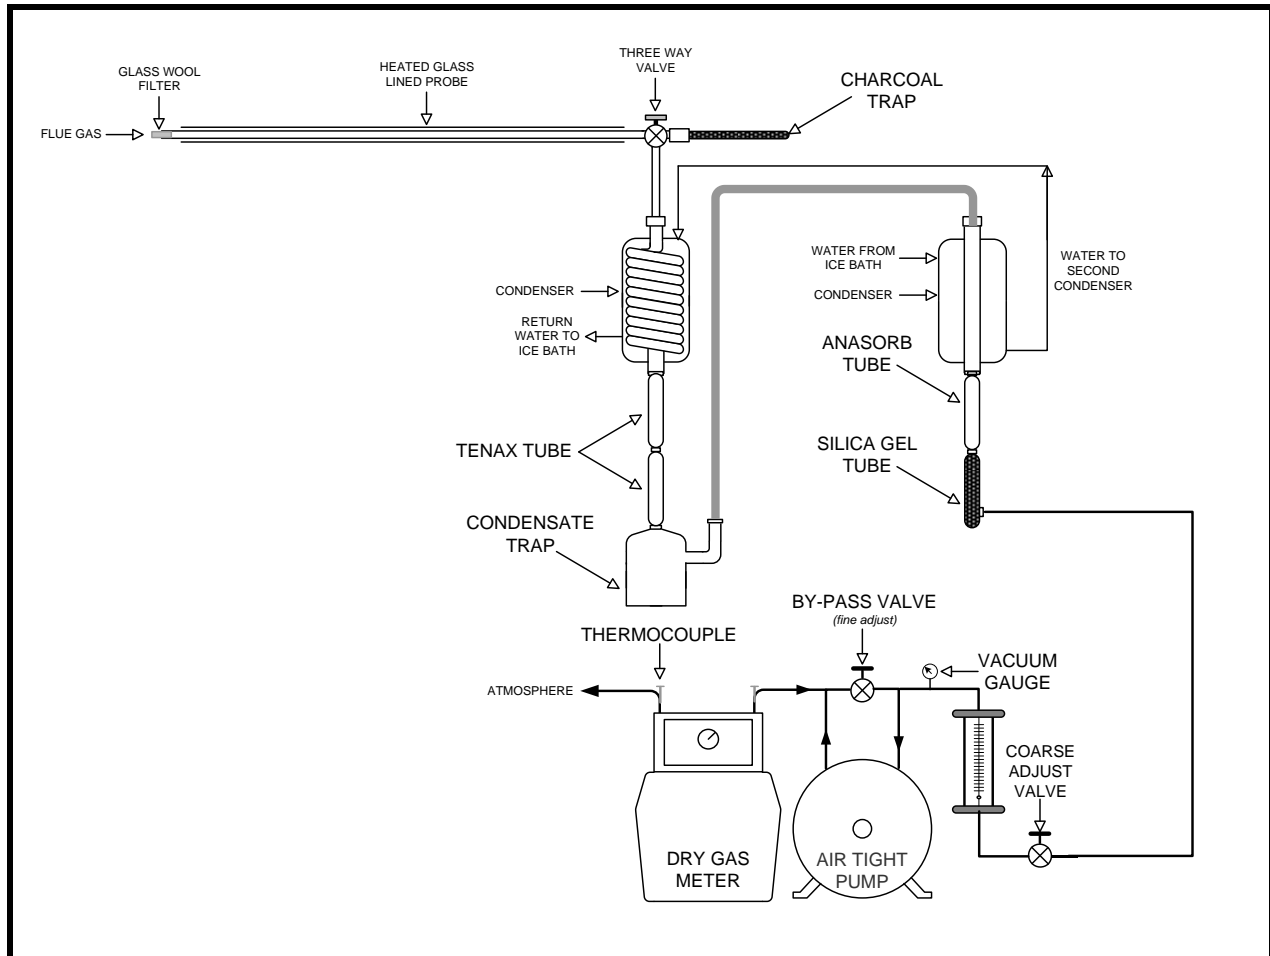 THREE WAY
VALVE
GLASS WOOL
FILTER
HEATED GLASS
LINED PROBE
CHARCOAL
TRAP
FLUE GAS
WATER FROM
ICE BATH
WATER TO
SECOND
CONDENSER
CONDENSER
CONDENSER
RETURN
WATER TO
ICE BATH
ANASORB
TUBE
TENAX TUBE
SILICA GEL
TUBE
CONDENSATE
TRAP
BY-PASS VALVE
(fine adjust)
THERMOCOUPLE
VACUUM
GAUGE
ATMOSPHERE
COARSE
ADJUST
VALVE
DRY GAS
METER
AIR TIGHT
PUMP